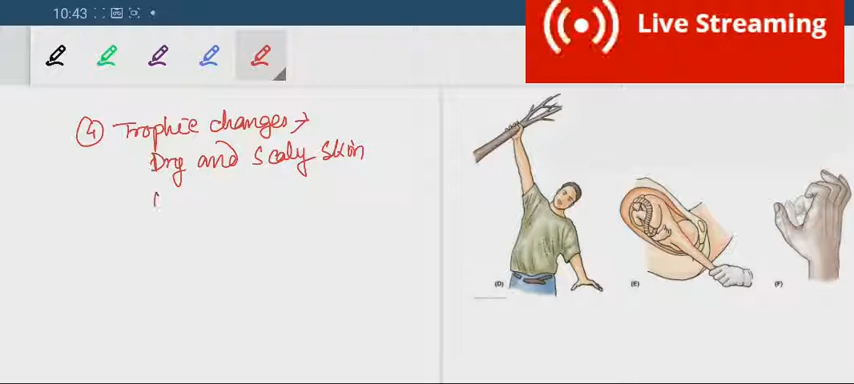 10:43
Live Streaming
④ Trophic changes →
Dry and Scaly Skin
(D)
(E)
(F)